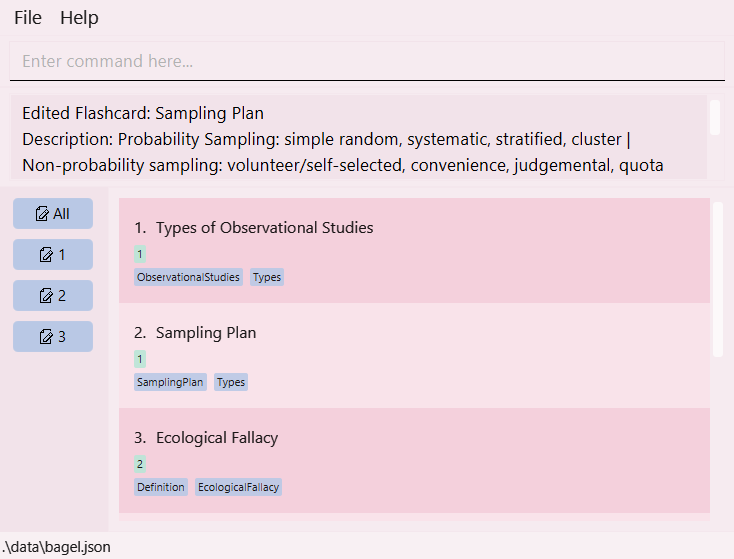 File Help
Enter command here...
Edited Flashcard: Sampling Plan
Description: Probability Sampling: simple random, systematic, stratified, cluster |
Non-probability sampling: volunteer/self-selected, convenience, judgemental, quota
All
1
2
3
1. Types of Observational Studies
1
ObservationalStudies Types
2. Sampling Plan
1
SamplingPlan Types
3. Ecological Fallacy
2
Definition EcologicalFallacy
.\data\bagel.json